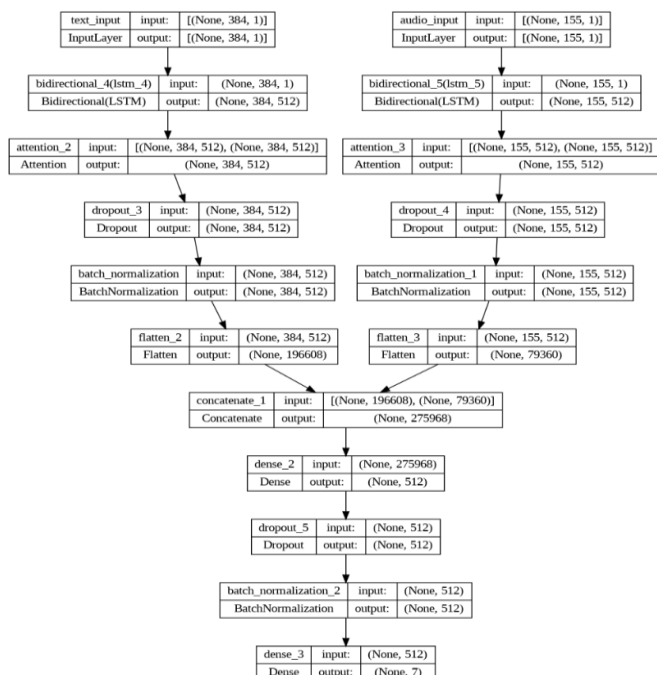 text_input input: [(None, 384, 1)]
InputLayer output: [(None, 384, 1)]
audio_input input: [(None, 155, 1)]
InputLayer output: [(None, 155, 1)]
bidirectional_4(lstm_4) input: (None, 384, 1)
Bidirectional(LSTM) output: (None, 384, 512)
bidirectional_5(lstm_5) input: (None, 155, 1)
Bidirectional(LSTM) output: (None, 155, 512)
attention_2 input: [(None, 384, 512), (None, 384, 512)]
Attention output: (None, 384, 512)
attention_3 input: [(None, 155, 512), (None, 155, 512)]
Attention output: (None, 155, 512)
dropout_3 input: (None, 384, 512)
Dropout output: (None, 384, 512)
dropout_4 input: (None, 155, 512)
Dropout output: (None, 155, 512)
batch_normalization input: (None, 384, 512)
BatchNormalization output: (None, 384, 512)
batch_normalization_1 input: (None, 155, 512)
BatchNormalization output: (None, 155, 512)
flatten_2 input: (None, 384, 512)
Flatten output: (None, 196608)
flatten_3 input: (None, 155, 512)
Flatten output: (None, 79360)
concatenate_1 input: [(None, 196608), (None, 79360)]
Concatenate output: (None, 275968)
dense_2 input: (None, 275968)
Dense output: (None, 512)
dropout_5 input: (None, 512)
Dropout output: (None, 512)
batch_normalization_2 input: (None, 512)
BatchNormalization output: (None, 512)
dense_3 input: (None, 512)
Dense output: (None, 7)